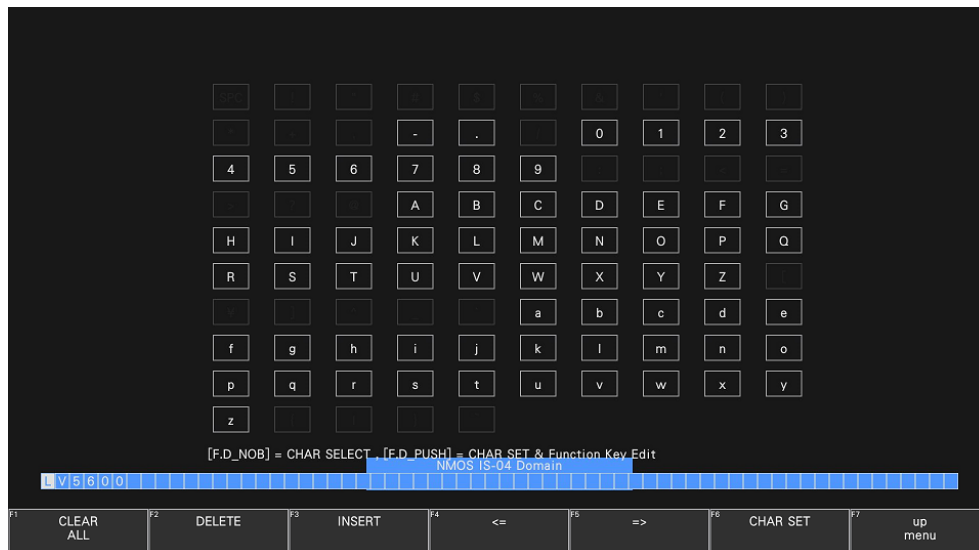 SPC
- . 0 1 2 3
4 5 6 7 8 9
A B C D E F G
H I J K L M N O P Q
R S T U V W X Y Z
a b c d e
f g h i j k l m n o
p q r s t u v w x y
z
[F.D_NOB] = CHAR SELECT , [F.D_PUSH] = CHAR SET & Function Key Edit
NMOS IS-04 Domain
LV5600
F1 CLEAR ALL F2 DELETE F3 INSERT F4 <= F5 => F6 CHAR SET F7 up menu